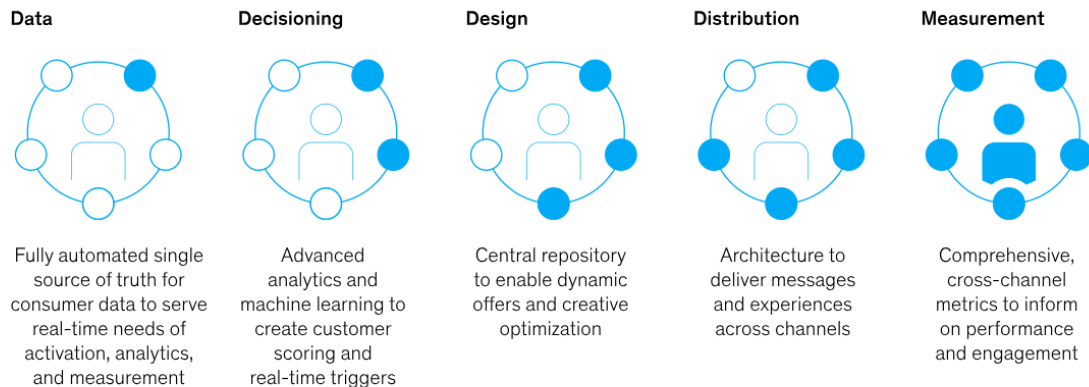 Data
Fully automated single
source of truth for
consumer data to serve
real-time needs of
activation, analytics,
and measurement
Decisioning
Advanced
analytics and
machine learning to
create customer
scoring and
real-time triggers
Design
Central repository
to enable dynamic
offers and creative
optimization
Distribution
Architecture to
deliver messages
and experiences
across channels
Measurement
Comprehensive,
cross-channel
metrics to inform
on performance
and engagement